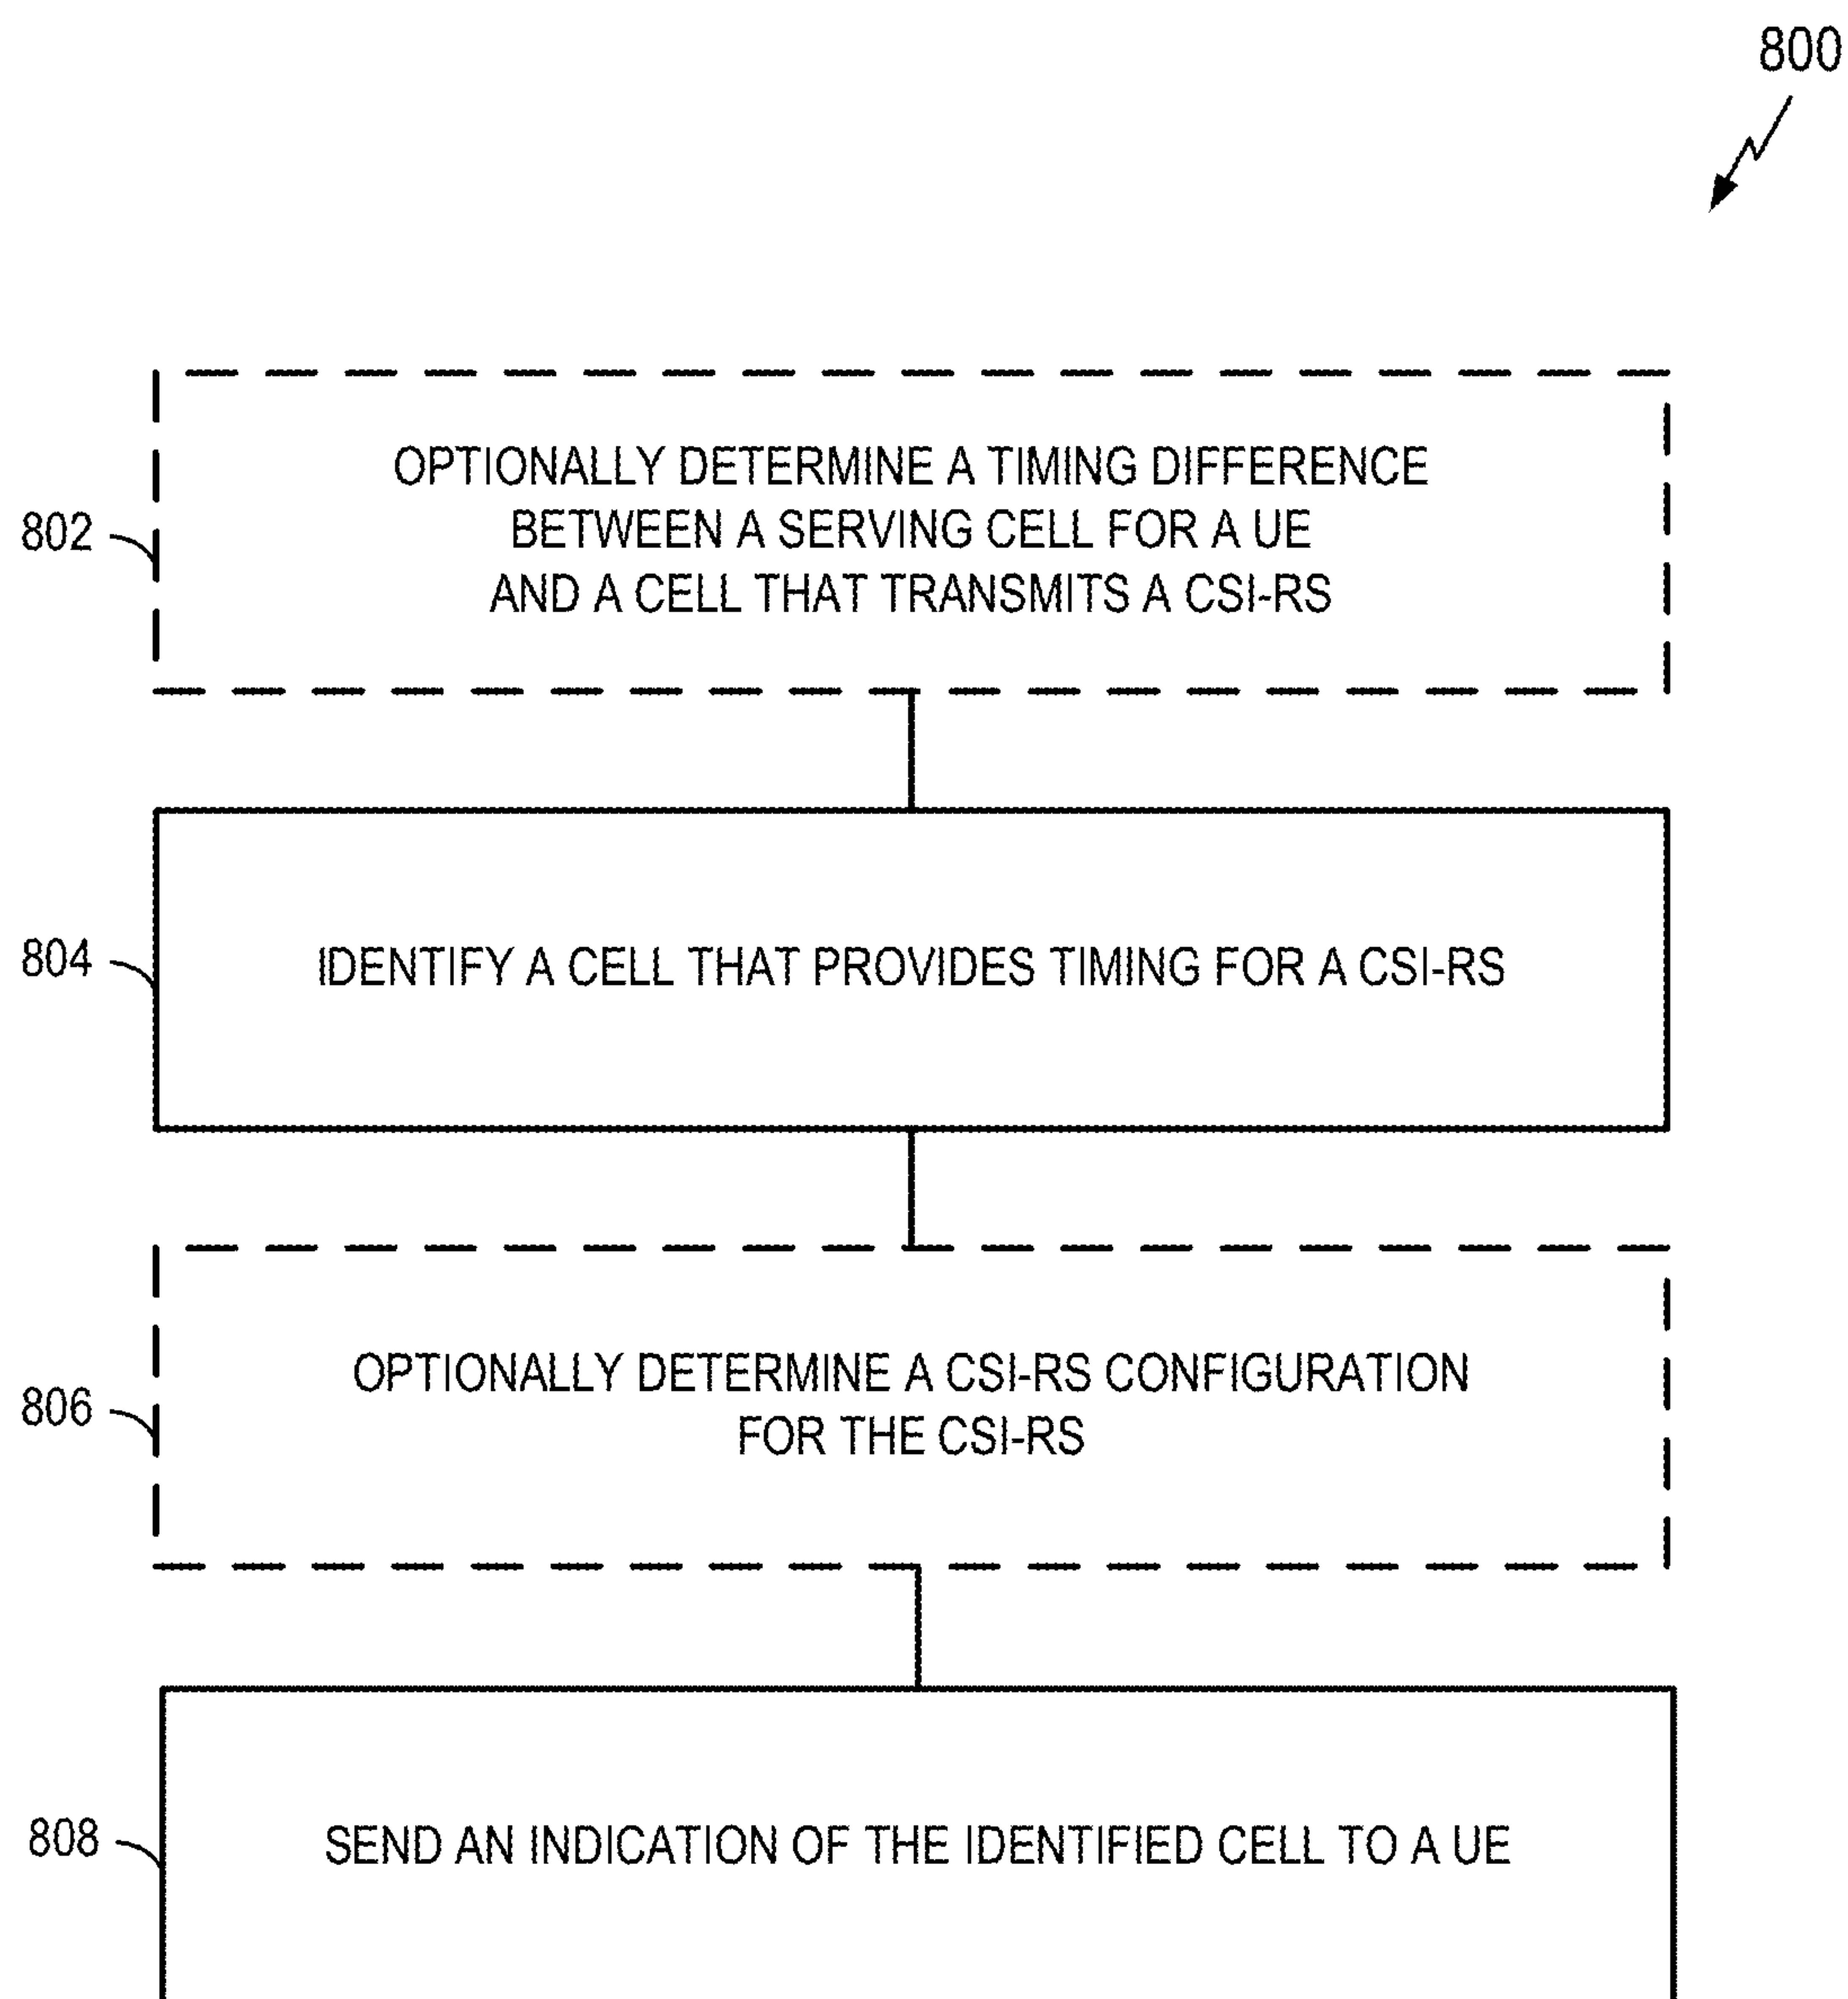 800
802
OPTIONALLY DETERMINE A TIMING DIFFERENCE
BETWEEN A SERVING CELL FOR A UE
AND A CELL THAT TRANSMITS A CSI-RS
804
IDENTIFY A CELL THAT PROVIDES TIMING FOR A CSI-RS
806
OPTIONALLY DETERMINE A CSI-RS CONFIGURATION
FOR THE CSI-RS
808
SEND AN INDICATION OF THE IDENTIFIED CELL TO A UE